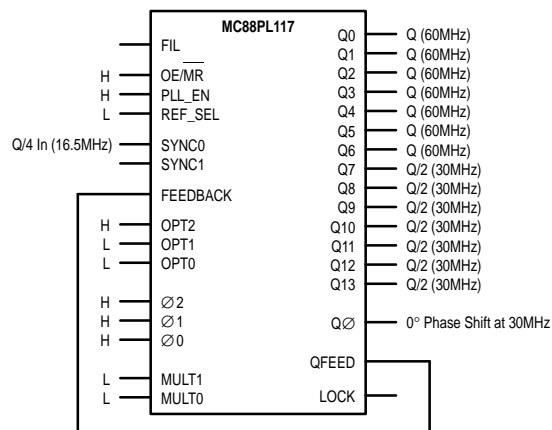 MC88PL117
FIL
H OE/MR
H PLL_EN
L REF_SEL
Q/4 In (16.5MHz) SYNC0
SYNC1
FEEDBACK
H OPT2
L OPT1
L OPT0
H ∅2
H ∅1
H ∅0
L MULT1
L MULT0
Q0 Q (60MHz)
Q1 Q (60MHz)
Q2 Q (60MHz)
Q3 Q (60MHz)
Q4 Q (60MHz)
Q5 Q (60MHz)
Q6 Q (60MHz)
Q7 Q/2 (30MHz)
Q8 Q/2 (30MHz)
Q9 Q/2 (30MHz)
Q10 Q/2 (30MHz)
Q11 Q/2 (30MHz)
Q12 Q/2 (30MHz)
Q13 Q/2 (30MHz)
Q∅ 0° Phase Shift at 30MHz
QFEED
LOCK